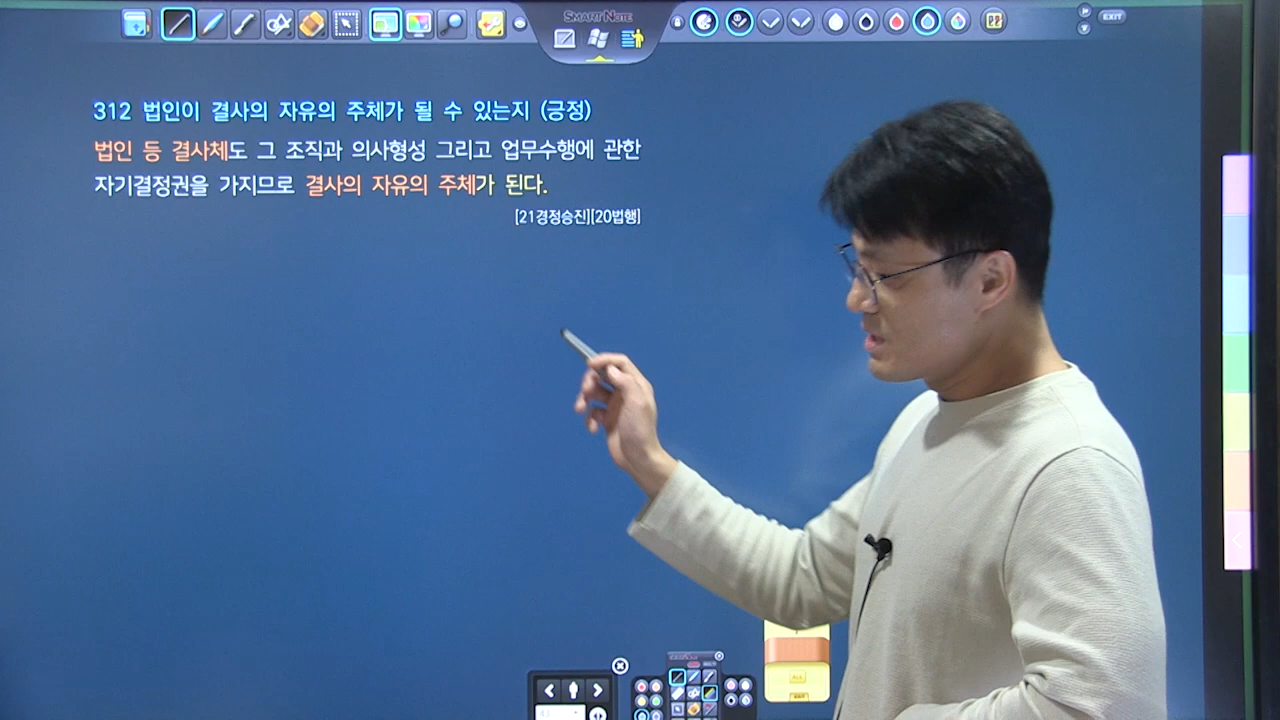 SMART NOTE
EXIT
312 법인이 결사의 자유의 주체가 될 수 있는지 (긍정)
법인 등 결사체도 그 조직과 의사형성 그리고 업무수행에 관한
자기결정권을 가지므로 결사의 자유의 주체가 된다.
[21경정승진][20법행]
ALL
EXIT